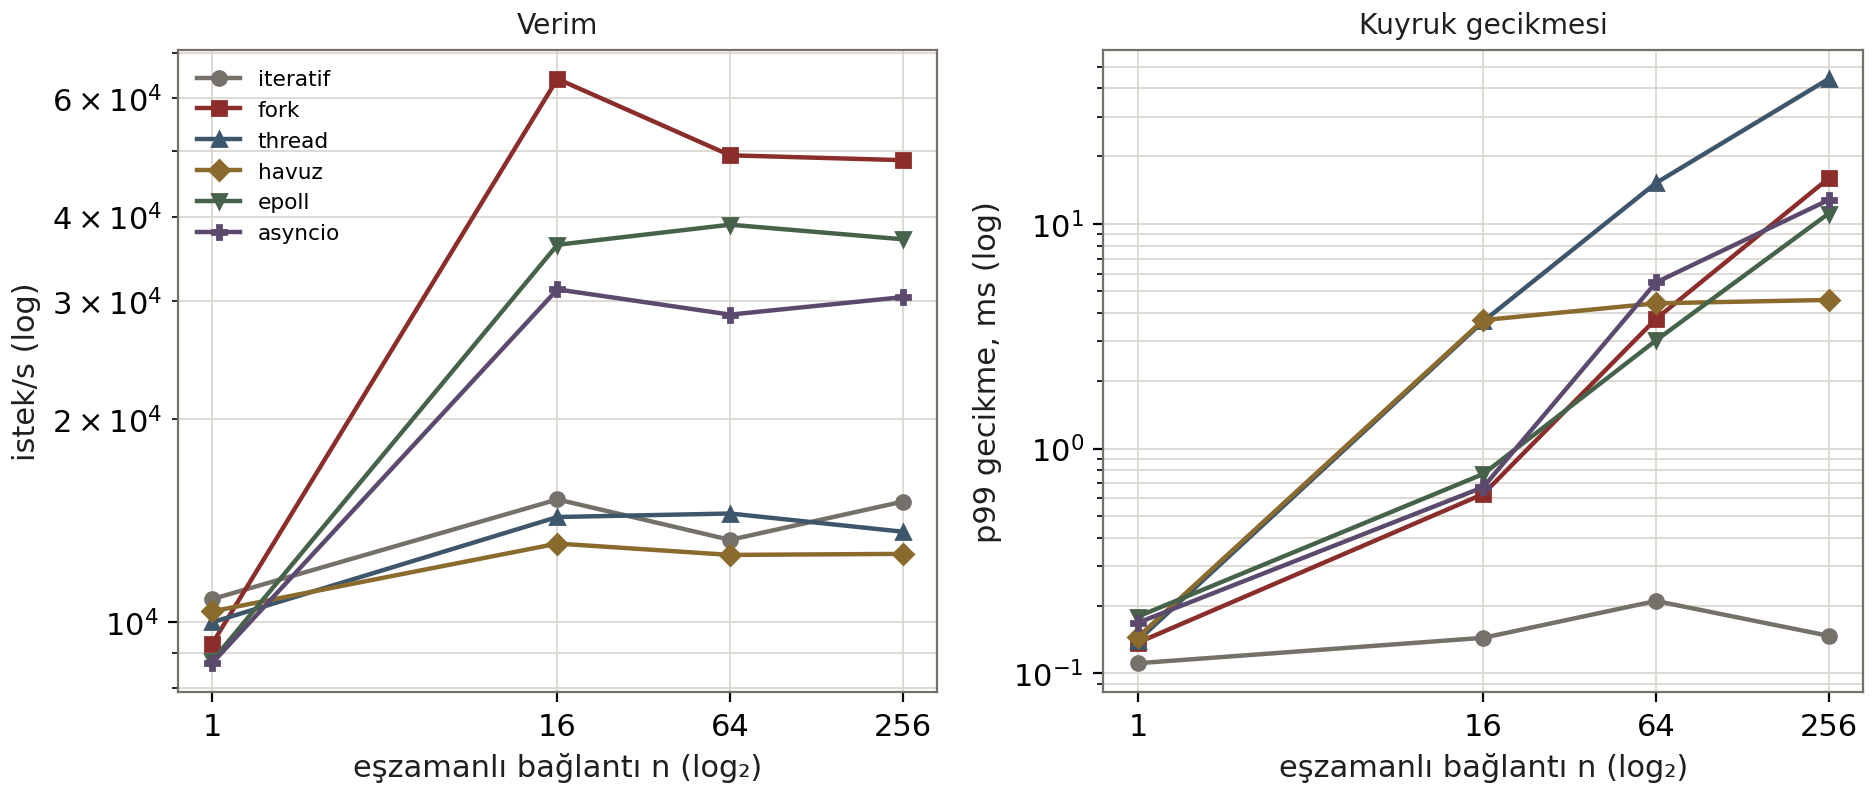 Verim
6 × 10⁴
4 × 10⁴
3 × 10⁴
2 × 10⁴
10⁴
istek/s (log)
iteratif
fork
thread
havuz
epoll
asyncio
1 16 64 256
eşzamanlı bağlantı n (log₂)
Kuyruk gecikmesi
10¹
10⁰
10⁻¹
p99 gecikme, ms (log)
1 16 64 256
eşzamanlı bağlantı n (log₂)